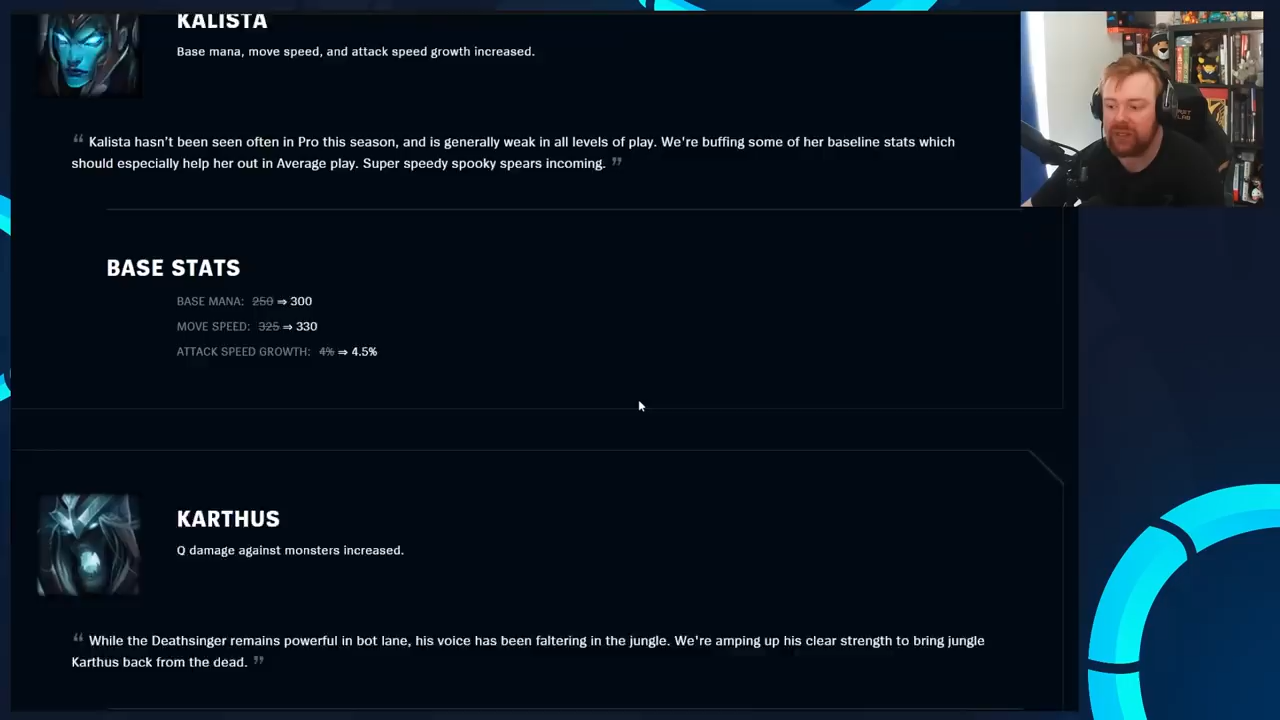 KALISTA
Base mana, move speed, and attack speed growth increased.
“ Kalista hasn't been seen often in Pro this season, and is generally weak in all levels of play. We're buffing some of her baseline stats which
should especially help her out in Average play. Super speedy spooky spears incoming. ”
BASE STATS
BASE MANA: 250 ⇒ 300
MOVE SPEED: 325 ⇒ 330
ATTACK SPEED GROWTH: 4% ⇒ 4.5%
KARTHUS
Q damage against monsters increased.
“ While the Deathsinger remains powerful in bot lane, his voice has been faltering in the jungle. We're amping up his clear strength to bring jungle
Karthus back from the dead. ”